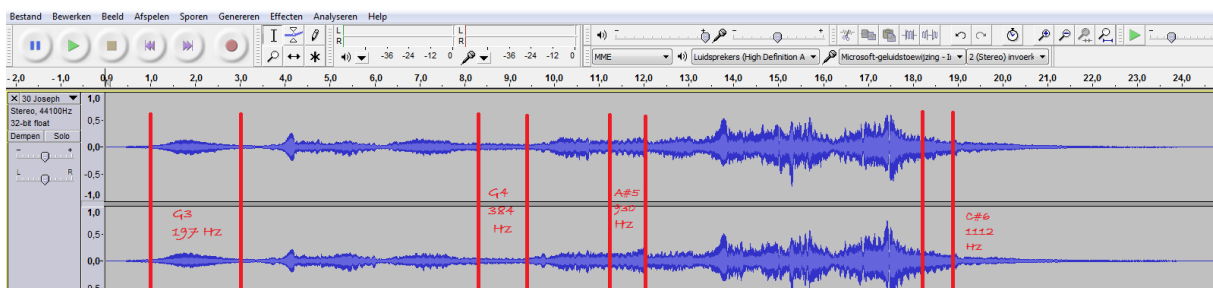 Bestand Bewerken Beeld Afspelen Sporen Genereren Effecten Analyseren Help
L
R
-36 -24 -12 0
L
R
-36 -24 -12 0
MME
Luidsprekers (High Definition A
Microsoft-geluidstoewijzing - I
2 (Stereo) invoerk
-2,0 -1,0 0,0 1,0 2,0 3,0 4,0 5,0 6,0 7,0 8,0 9,0 10,0 11,0 12,0 13,0 14,0 15,0 16,0 17,0 18,0 19,0 20,0 21,0 22,0 23,0 24,0
X 30 Joseph
Stereo, 44100Hz
32-bit float
Dempen Solo
- +
L R
1,0
0,5-
0,0-
-0,5-
-1,0
1,0
0,5-
0,0-
-0,5
G3
197 Hz
G4
384
Hz
A#5
930
Hz
C#6
1112
Hz